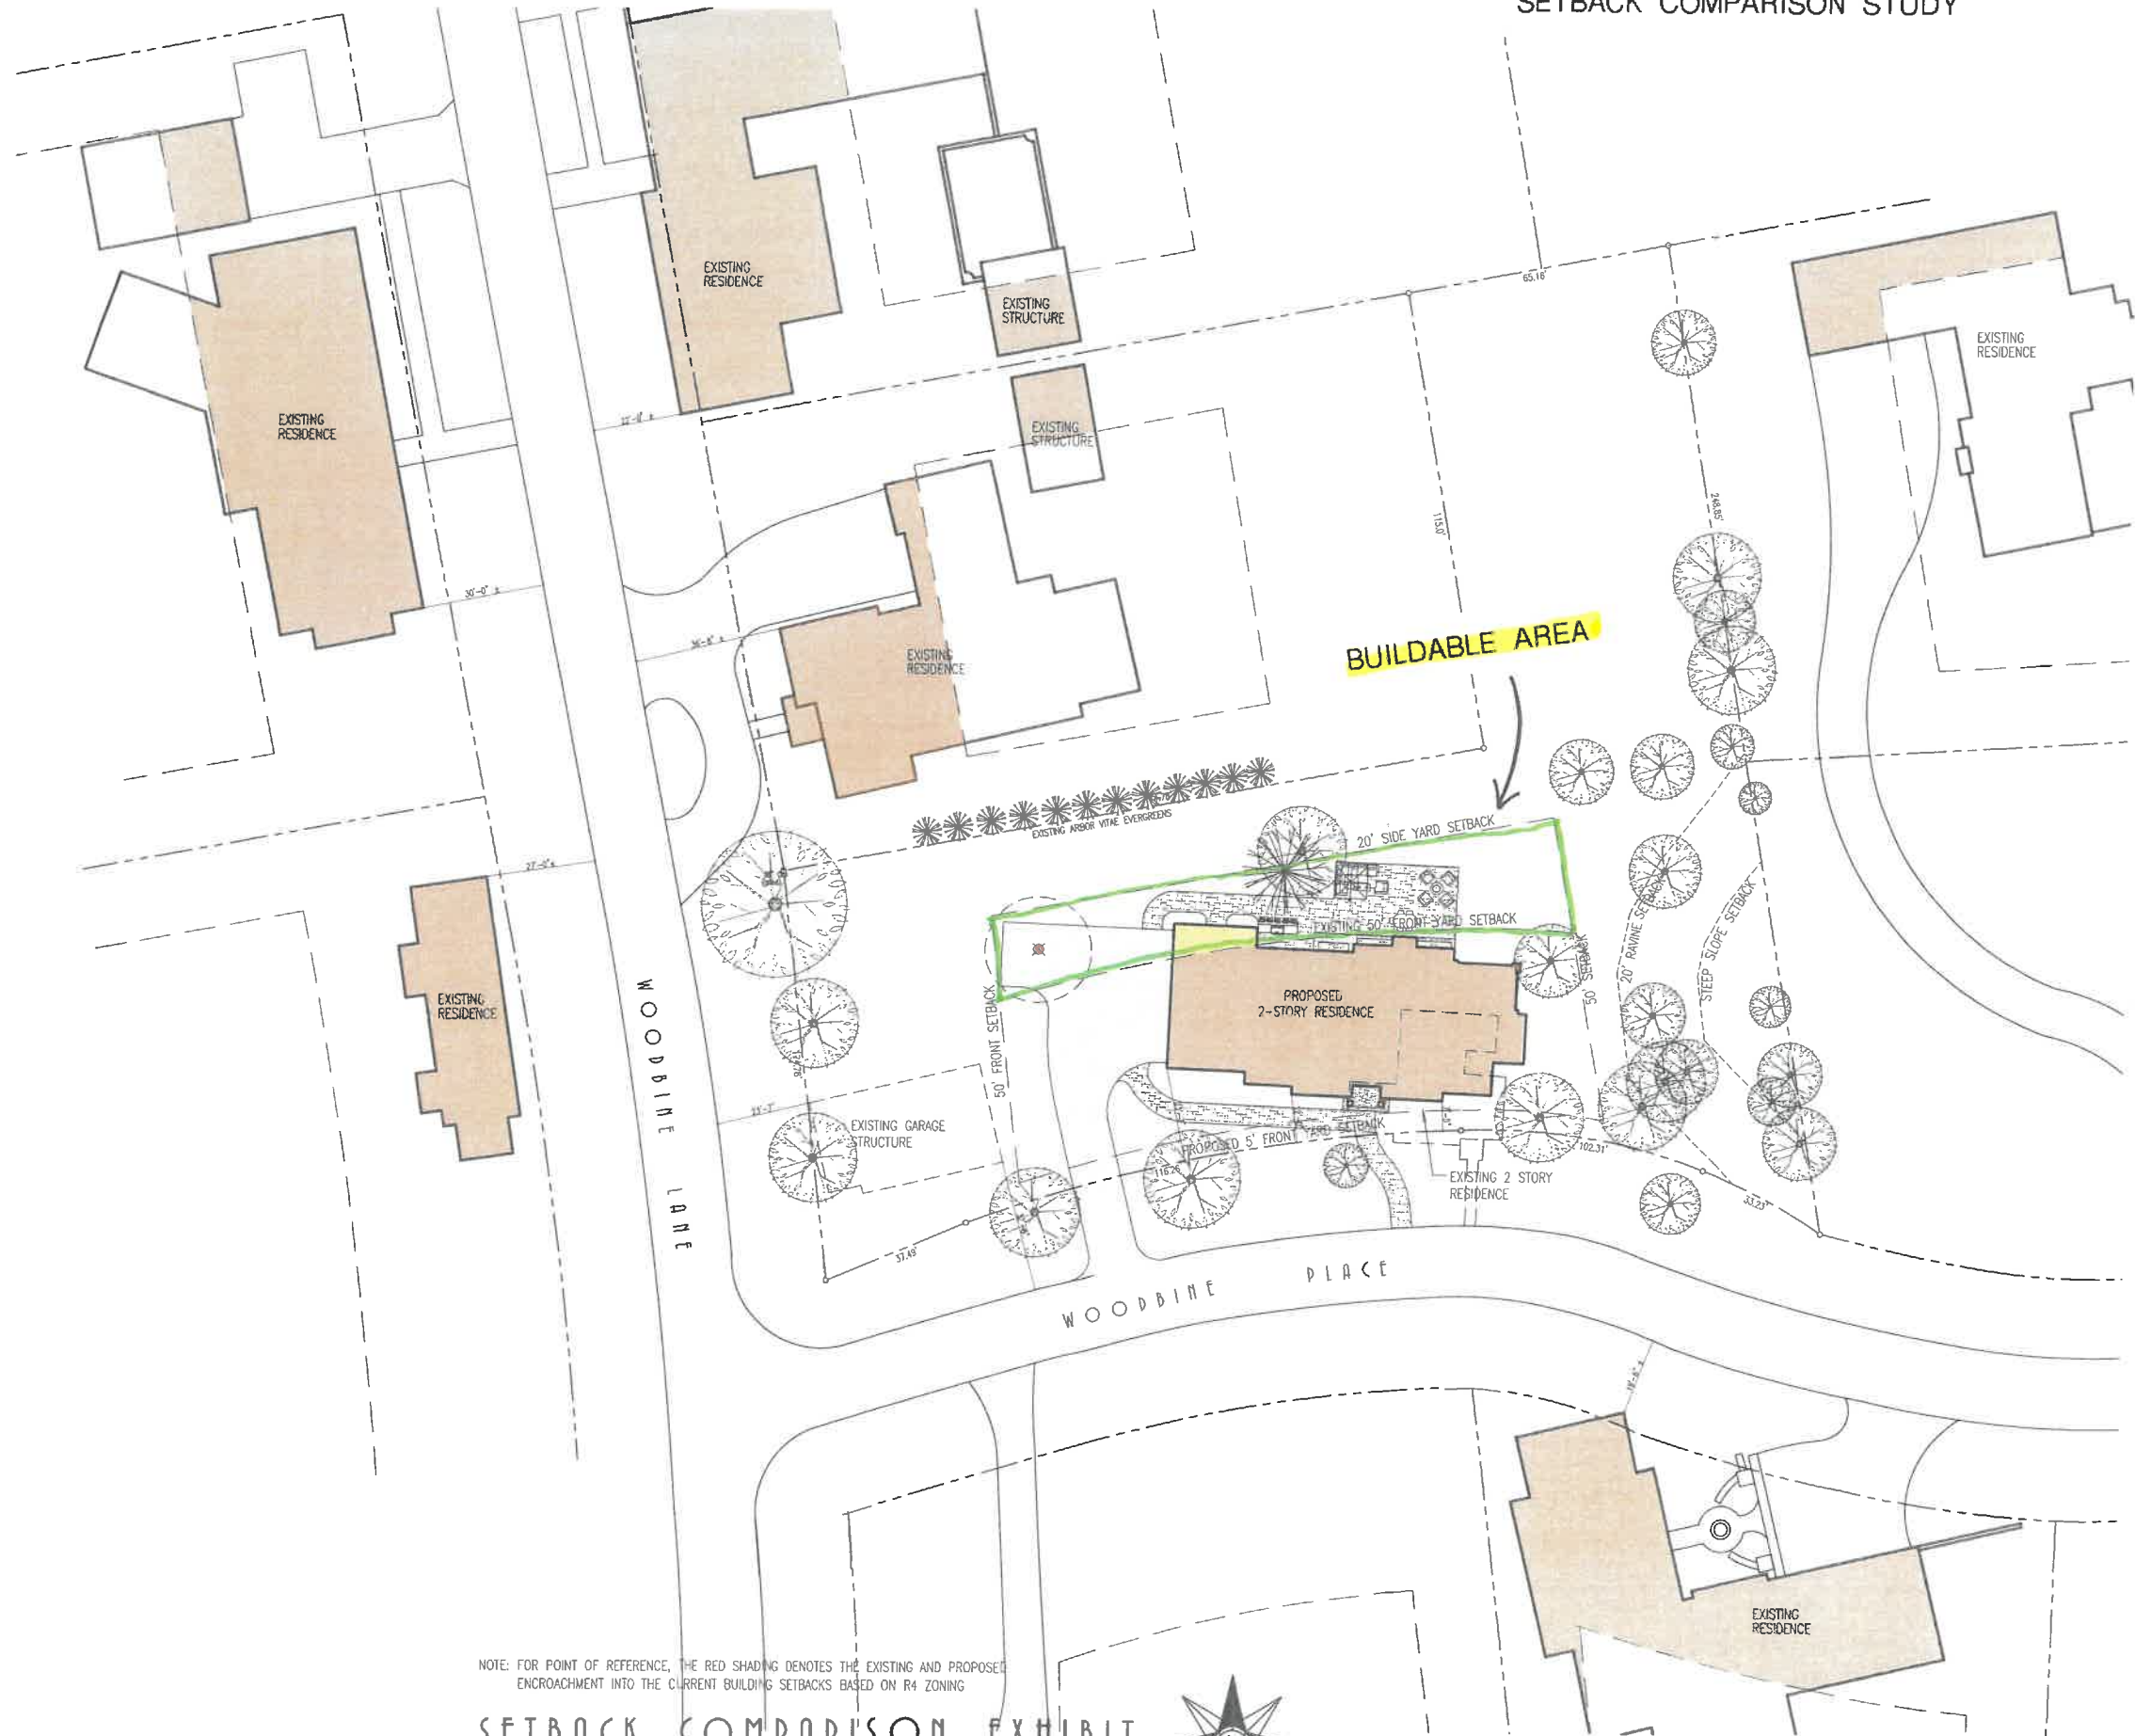 SETBACK COMPARISON STUDY
EXISTING
RESIDENCE
EXISTING
STRUCTURE
65.16'
EXISTING
RESIDENCE
EXISTING
RESIDENCE
EXISTING
STRUCTURE
248.85'
115.0'
30'-0" ±
36'-8" ±
EXISTING
RESIDENCE
BUILDABLE AREA
EXISTING ARBOR VITAE EVERGREENS
20' SIDE YARD SETBACK
27'-0" ±
EXISTING 50' FRONT YARD SETBACK
20' RAVINE SETBACK
STEEP SLOPE SETBACK
50' SETBACK
EXISTING
RESIDENCE
PROPOSED
2-STORY RESIDENCE
50' FRONT SETBACK
WOODBINE LANE
EXISTING GARAGE
STRUCTURE
PROPOSED 5' FRONT YARD SETBACK
102.31'
EXISTING 2 STORY
RESIDENCE
33.23'
37.49'
WOODBINE PLACE
EXISTING
RESIDENCE
NOTE: FOR POINT OF REFERENCE, THE RED SHADING DENOTES THE EXISTING AND PROPOSED
ENCROACHMENT INTO THE CURRENT BUILDING SETBACKS BASED ON R4 ZONING
SETBACK COMPARISON EXHIBIT